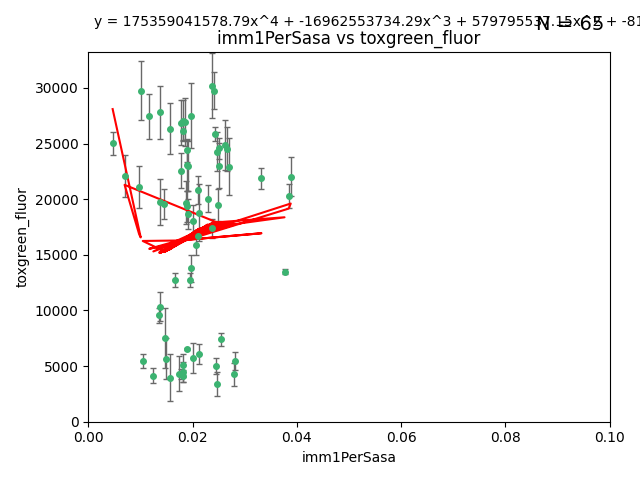 y = 175359041578.79x^4 + -16962553734.29x^3 + 579795537.15x^2 + -81
N = 65
imm1PerSasa vs toxgreen_fluor
30000
25000
20000
15000
10000
5000
0
toxgreen_fluor
0.00 0.02 0.04 0.06 0.08 0.10
imm1PerSasa